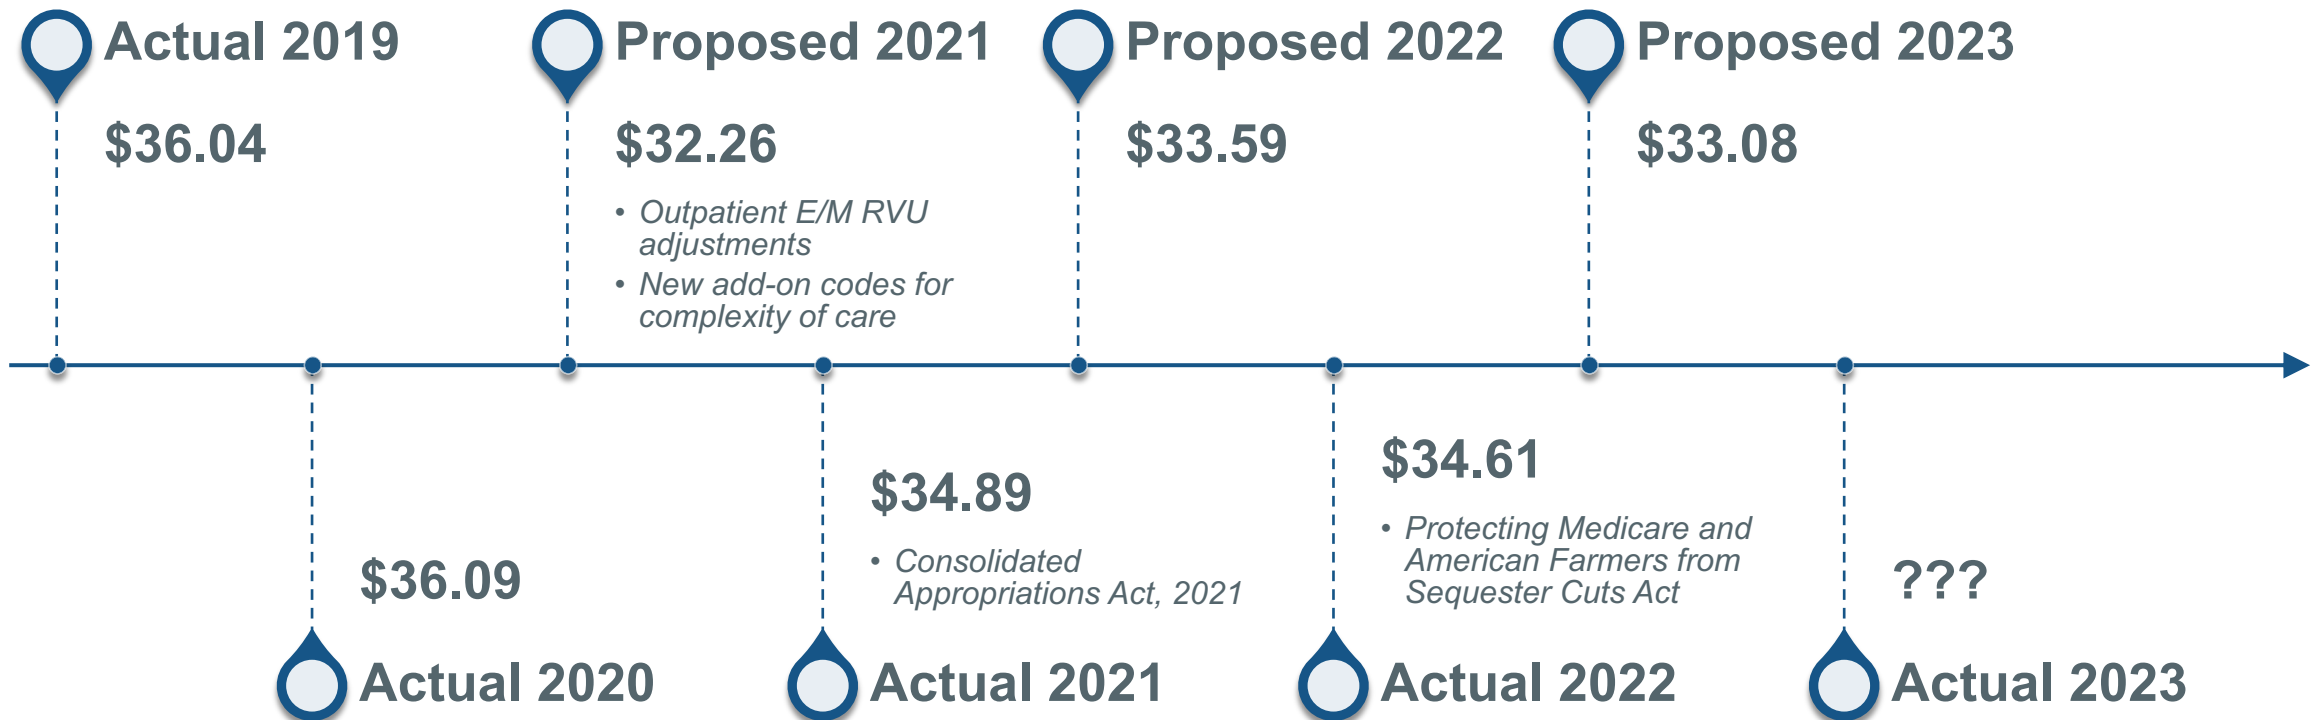 Actual 2019
$36.04
Proposed 2021
$32.26
• Outpatient E/M RVU
adjustments
• New add-on codes for
complexity of care
Proposed 2022
$33.59
Proposed 2023
$33.08
$36.09
Actual 2020
$34.89
• Consolidated
Appropriations Act, 2021
Actual 2021
$34.61
• Protecting Medicare and
American Farmers from
Sequester Cuts Act
Actual 2022
???
Actual 2023